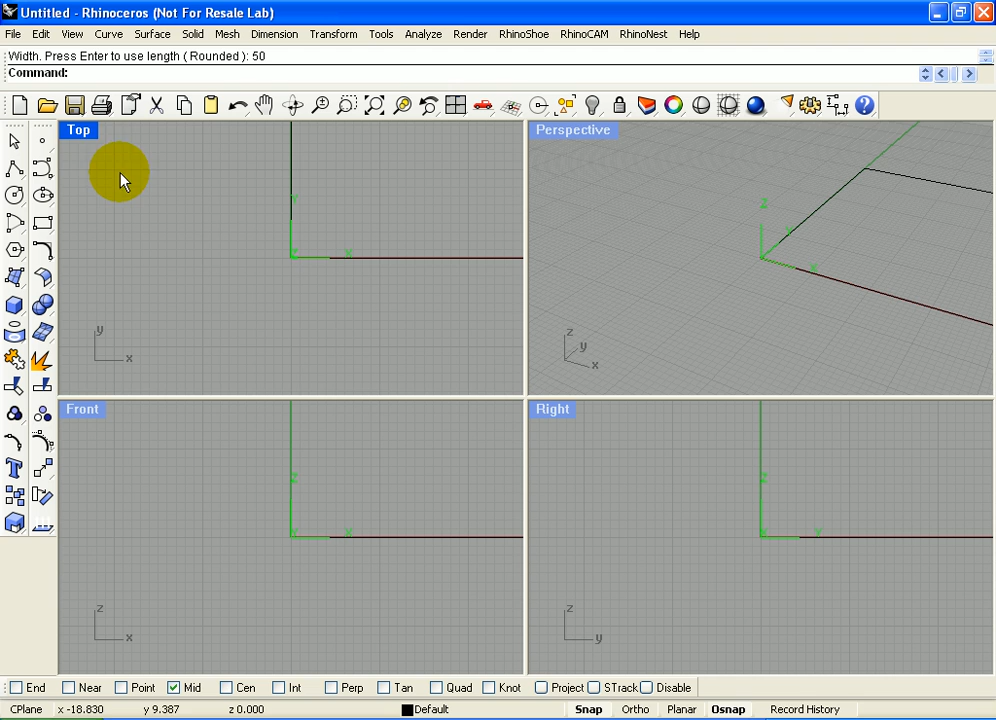 Untitled - Rhinoceros (Not For Resale Lab)
File Edit View Curve Surface Solid Mesh Dimension Transform Tools Analyze Render RhinoShoe RhinoCAM RhinoNest Help
Width. Press Enter to use length ( Rounded ): 50
Command:
Top
Y
Y X
y
x
Perspective
Z
Y
X
z
y
x
Front
Z
Y X
z
x
Right
Z
X Y
z
y
End Near Point Mid Cen Int Perp Tan Quad Knot Project STrack Disable
CPlane x -18.830 y 9.387 z 0.000 Default Snap Ortho Planar Osnap Record History